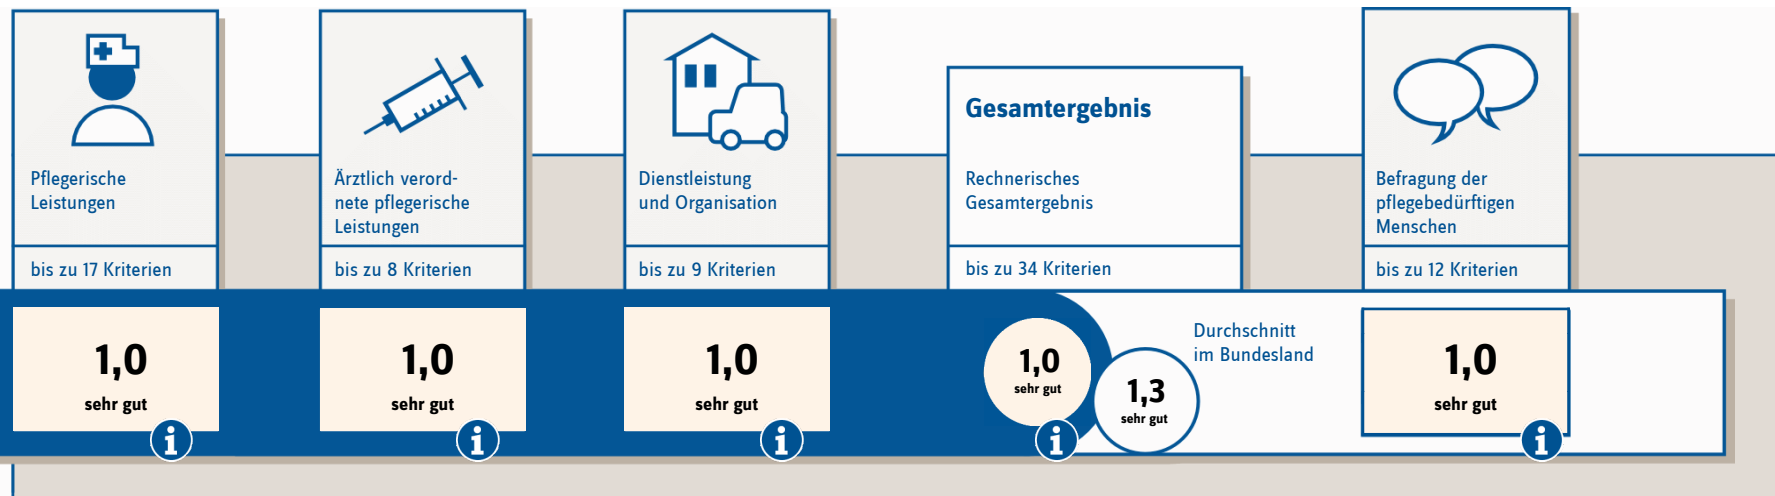 Pflegerische
Leistungen
bis zu 17 Kriterien
1,0
sehr gut
i
Ärztlich verord-
nete pflegerische
Leistungen
bis zu 8 Kriterien
1,0
sehr gut
i
Dienstleistung
und Organisation
bis zu 9 Kriterien
1,0
sehr gut
i
Gesamtergebnis
Rechnerisches
Gesamtergebnis
bis zu 34 Kriterien
1,0
sehr gut
i
1,3
sehr gut
Durchschnitt
im Bundesland
Befragung der
pflegebedürftigen
Menschen
bis zu 12 Kriterien
1,0
sehr gut
i